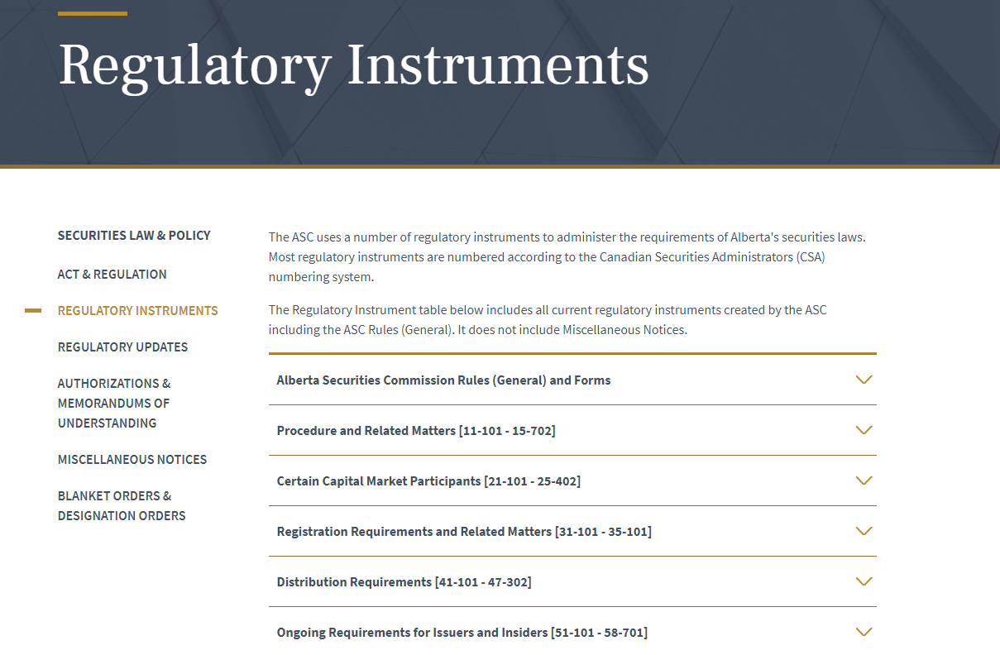 Regulatory Instruments
SECURITIES LAW & POLICY
ACT & REGULATION
REGULATORY INSTRUMENTS
REGULATORY UPDATES
AUTHORIZATIONS &
MEMORANDUMS OF
UNDERSTANDING
MISCELLANEOUS NOTICES
BLANKET ORDERS &
DESIGNATION ORDERS
The ASC uses a number of regulatory instruments to administer the requirements of Alberta's securities laws.
Most regulatory instruments are numbered according to the Canadian Securities Administrators (CSA)
numbering system.
The Regulatory Instrument table below includes all current regulatory instruments created by the ASC
including the ASC Rules (General). It does not include Miscellaneous Notices.
Alberta Securities Commission Rules (General) and Forms
Procedure and Related Matters [11-101 - 15-702]
Certain Capital Market Participants [21-101 - 25-402]
Registration Requirements and Related Matters [31-101 - 35-101]
Distribution Requirements [41-101 - 47-302]
Ongoing Requirements for Issuers and Insiders [51-101 - 58-701]